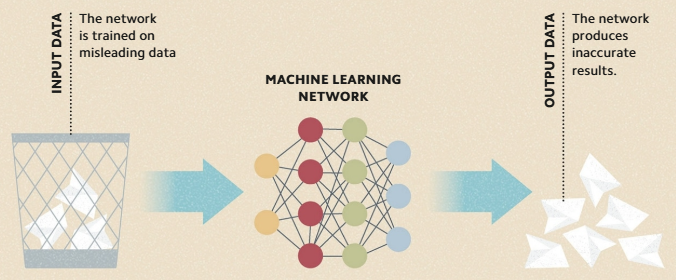 INPUT DATA
The network
is trained on
misleading data
MACHINE LEARNING
NETWORK
OUTPUT DATA
The network
produces
inaccurate
results.